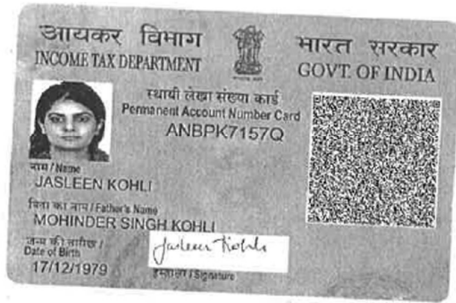 आयकर विभाग
INCOME TAX DEPARTMENT
भारत सरकार
GOVT. OF INDIA
स्थायी लेखा संख्या कार्ड
Permanent Account Number Card
ANBPK7157Q
नाम / Name
JASLEEN KOHLI
पिता का नाम / Father's Name
MOHINDER SINGH KOHLI
जन्म की तारीख /
Date of Birth
17/12/1979
Jasleen Kohli
हस्ताक्षर / Signature